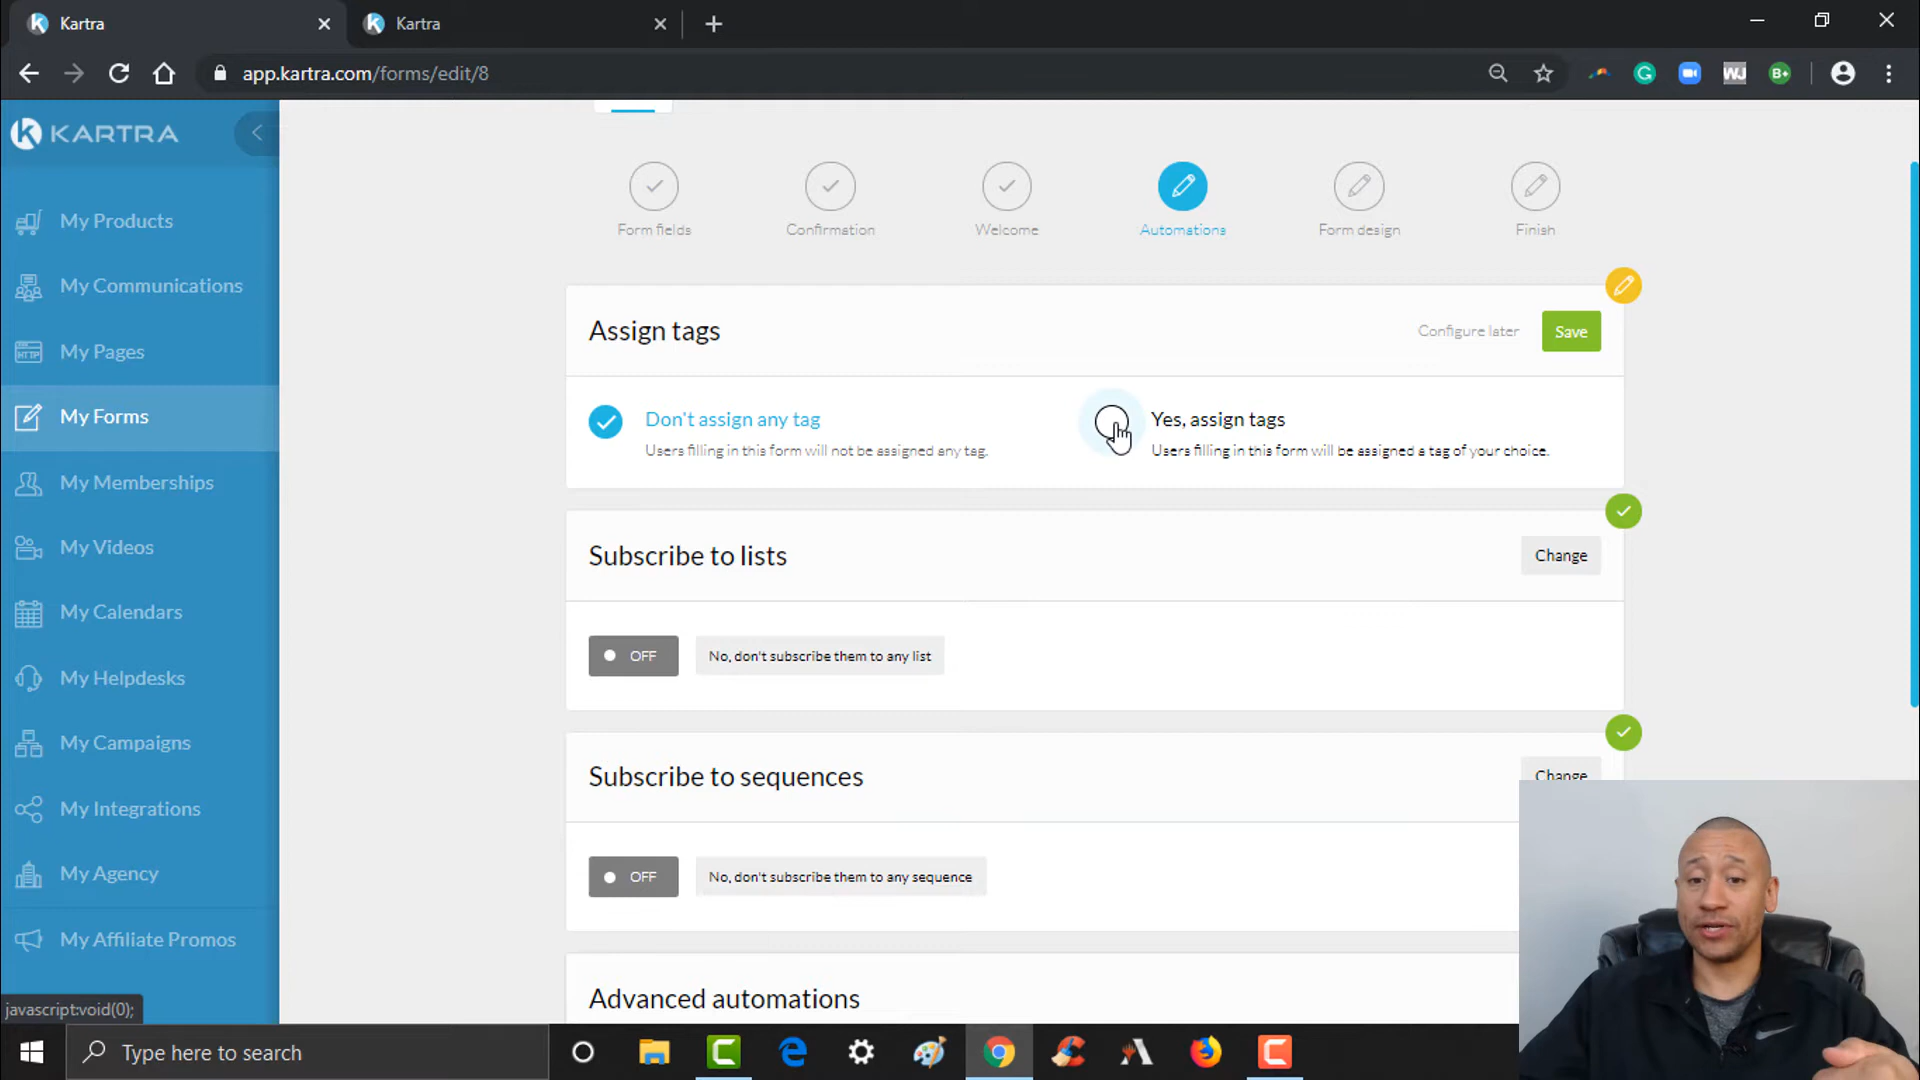 Kartra
Kartra
app.kartra.com/forms/edit/8
WJ
B+
KARTRA
My Products
My Communications
HTTP
My Pages
My Forms
My Memberships
My Videos
My Calendars
My Helpdesks
My Campaigns
My Integrations
My Agency
My Affiliate Promos
Form fields
Confirmation
Welcome
Automations
Form design
Finish
Assign tags
Configure later
Save
Don't assign any tag
Users filling in this form will not be assigned any tag.
Yes, assign tags
Users filling in this form will be assigned a tag of your choice.
Subscribe to lists
Change
OFF
No, don't subscribe them to any list
Subscribe to sequences
Change
OFF
No, don't subscribe them to any sequence
Advanced automations
javascript:void(0);
Type here to search